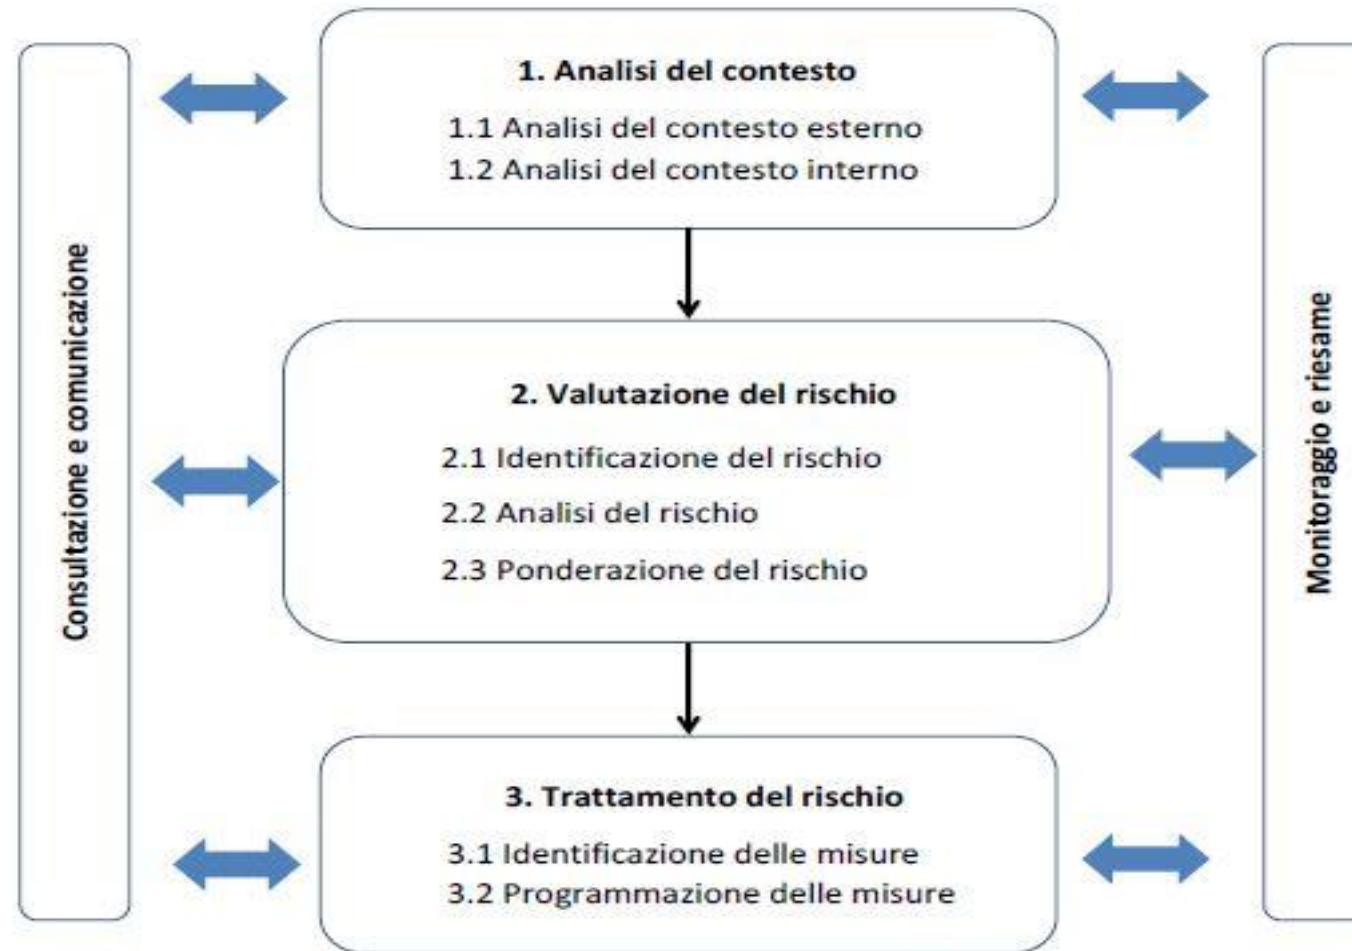 Consultazione e comunicazione
1. Analisi del contesto
1.1 Analisi del contesto esterno
1.2 Analisi del contesto interno
2. Valutazione del rischio
2.1 Identificazione del rischio
2.2 Analisi del rischio
2.3 Ponderazione del rischio
3. Trattamento del rischio
3.1 Identificazione delle misure
3.2 Programmazione delle misure
Monitoraggio e riesame